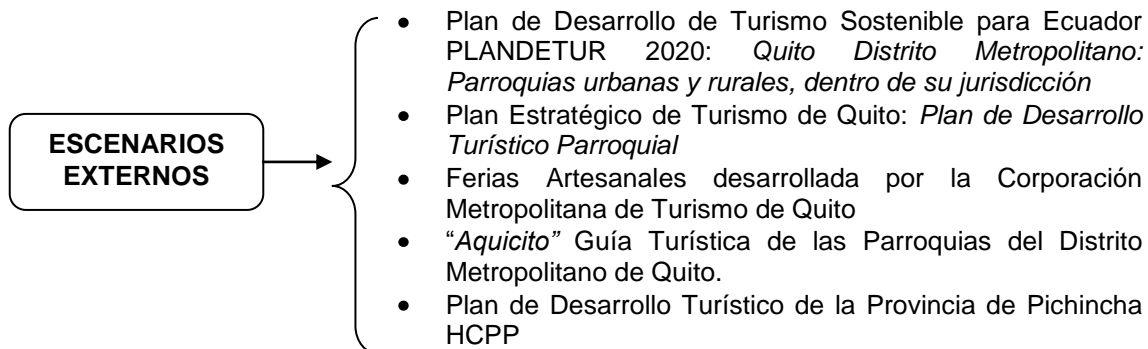 ESCENARIOS
EXTERNOS
• Plan de Desarrollo de Turismo Sostenible para Ecuador
PLANDETUR 2020: Quito Distrito Metropolitano:
Parroquias urbanas y rurales, dentro de su jurisdicción
• Plan Estratégico de Turismo de Quito: Plan de Desarrollo
Turístico Parroquial
• Ferias Artesanales desarrollada por la Corporación
Metropolitana de Turismo de Quito
• “Aquicito” Guía Turística de las Parroquias del Distrito
Metropolitano de Quito.
• Plan de Desarrollo Turístico de la Provincia de Pichincha
HCPP